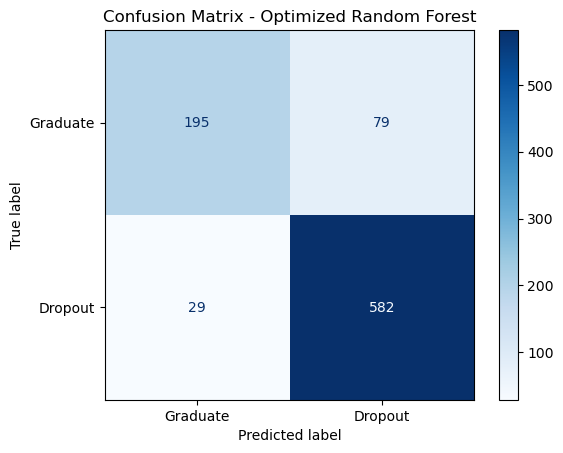 Confusion Matrix - Optimized Random Forest
True label
Graduate
195
79
Dropout
29
582
Graduate
Dropout
Predicted label
500
400
300
200
100